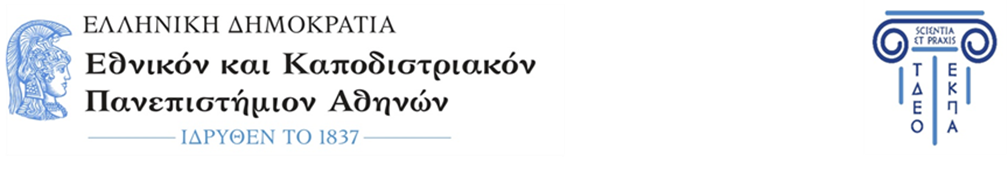 ΕΛΛΗΝΙΚΗ ΔΗΜΟΚΡΑΤΙΑ
Εθνικόν και Καποδιστριακόν
Πανεπιστήμιον Αθηνών
ΙΔΡΥΘΕΝ ΤΟ 1837
SCIENTIA
ET PRAXIS
ΤΔΕΟ
ΕΚΠΑ